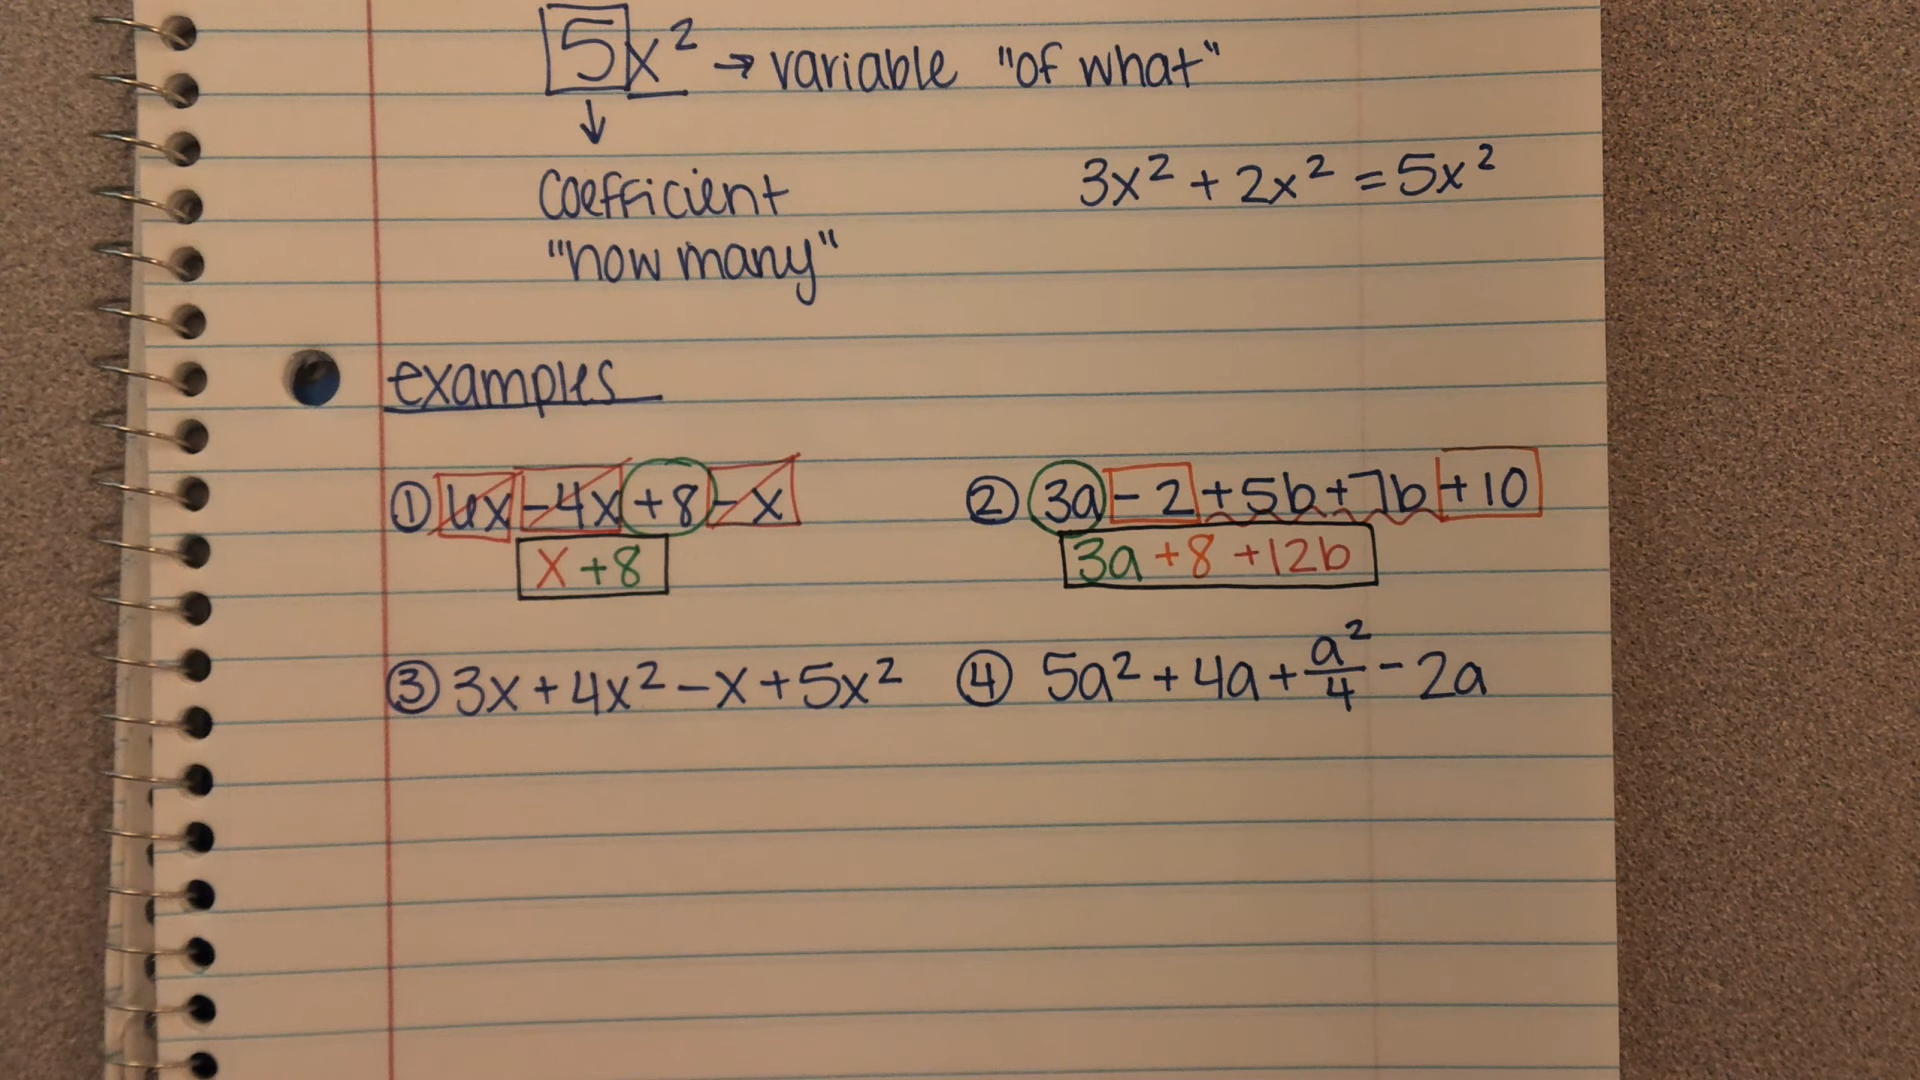 5x² → variable "of what"
↓
coefficient
"how many"
3x² + 2x² = 5x²
examples
① 6x - 4x + 8 - x
x + 8
② 3a - 2 + 5b + 7b + 10
3a + 8 + 12b
③ 3x + 4x² - x + 5x²
④ 5a² + 4a + a²/4 - 2a